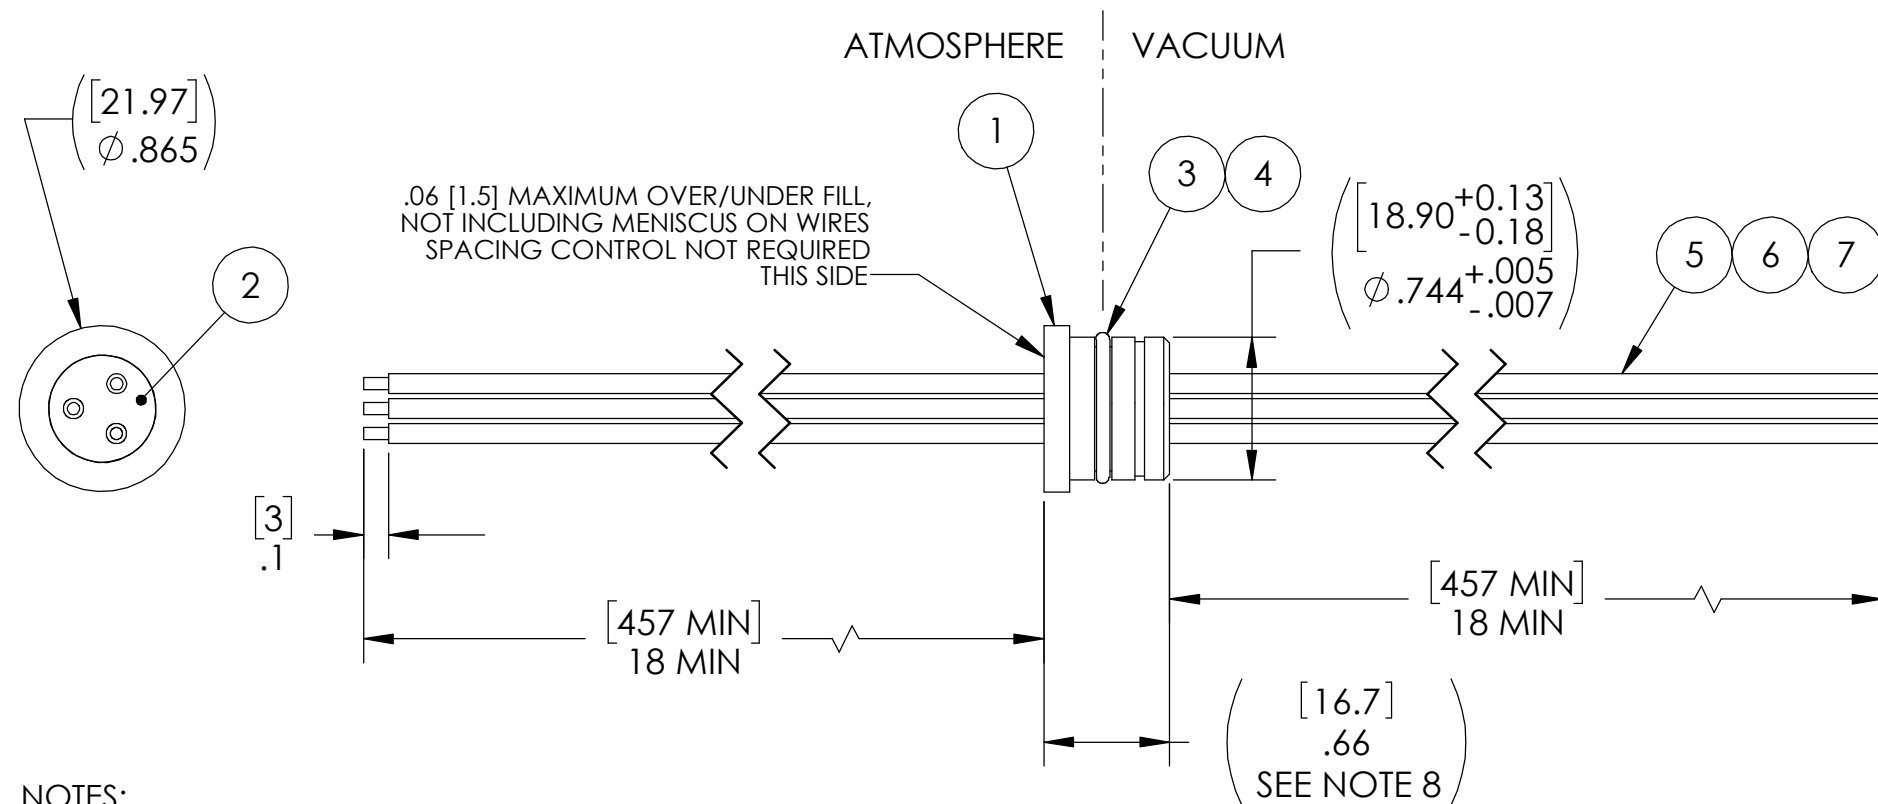 ATMOSPHERE
VACUUM
[21.97]
Ø .865
1
3
4
.06 [1.5] MAXIMUM OVER/UNDER FILL,
NOT INCLUDING MENISCUS ON WIRES
SPACING CONTROL NOT REQUIRED
THIS SIDE
[18.90 +0.13 -0.18]
Ø .744 +.005 -.007
5
6
7
2
[3]
.1
[457 MIN]
18 MIN
[457 MIN]
18 MIN
[16.7]
.66
SEE NOTE 8
NOTES: